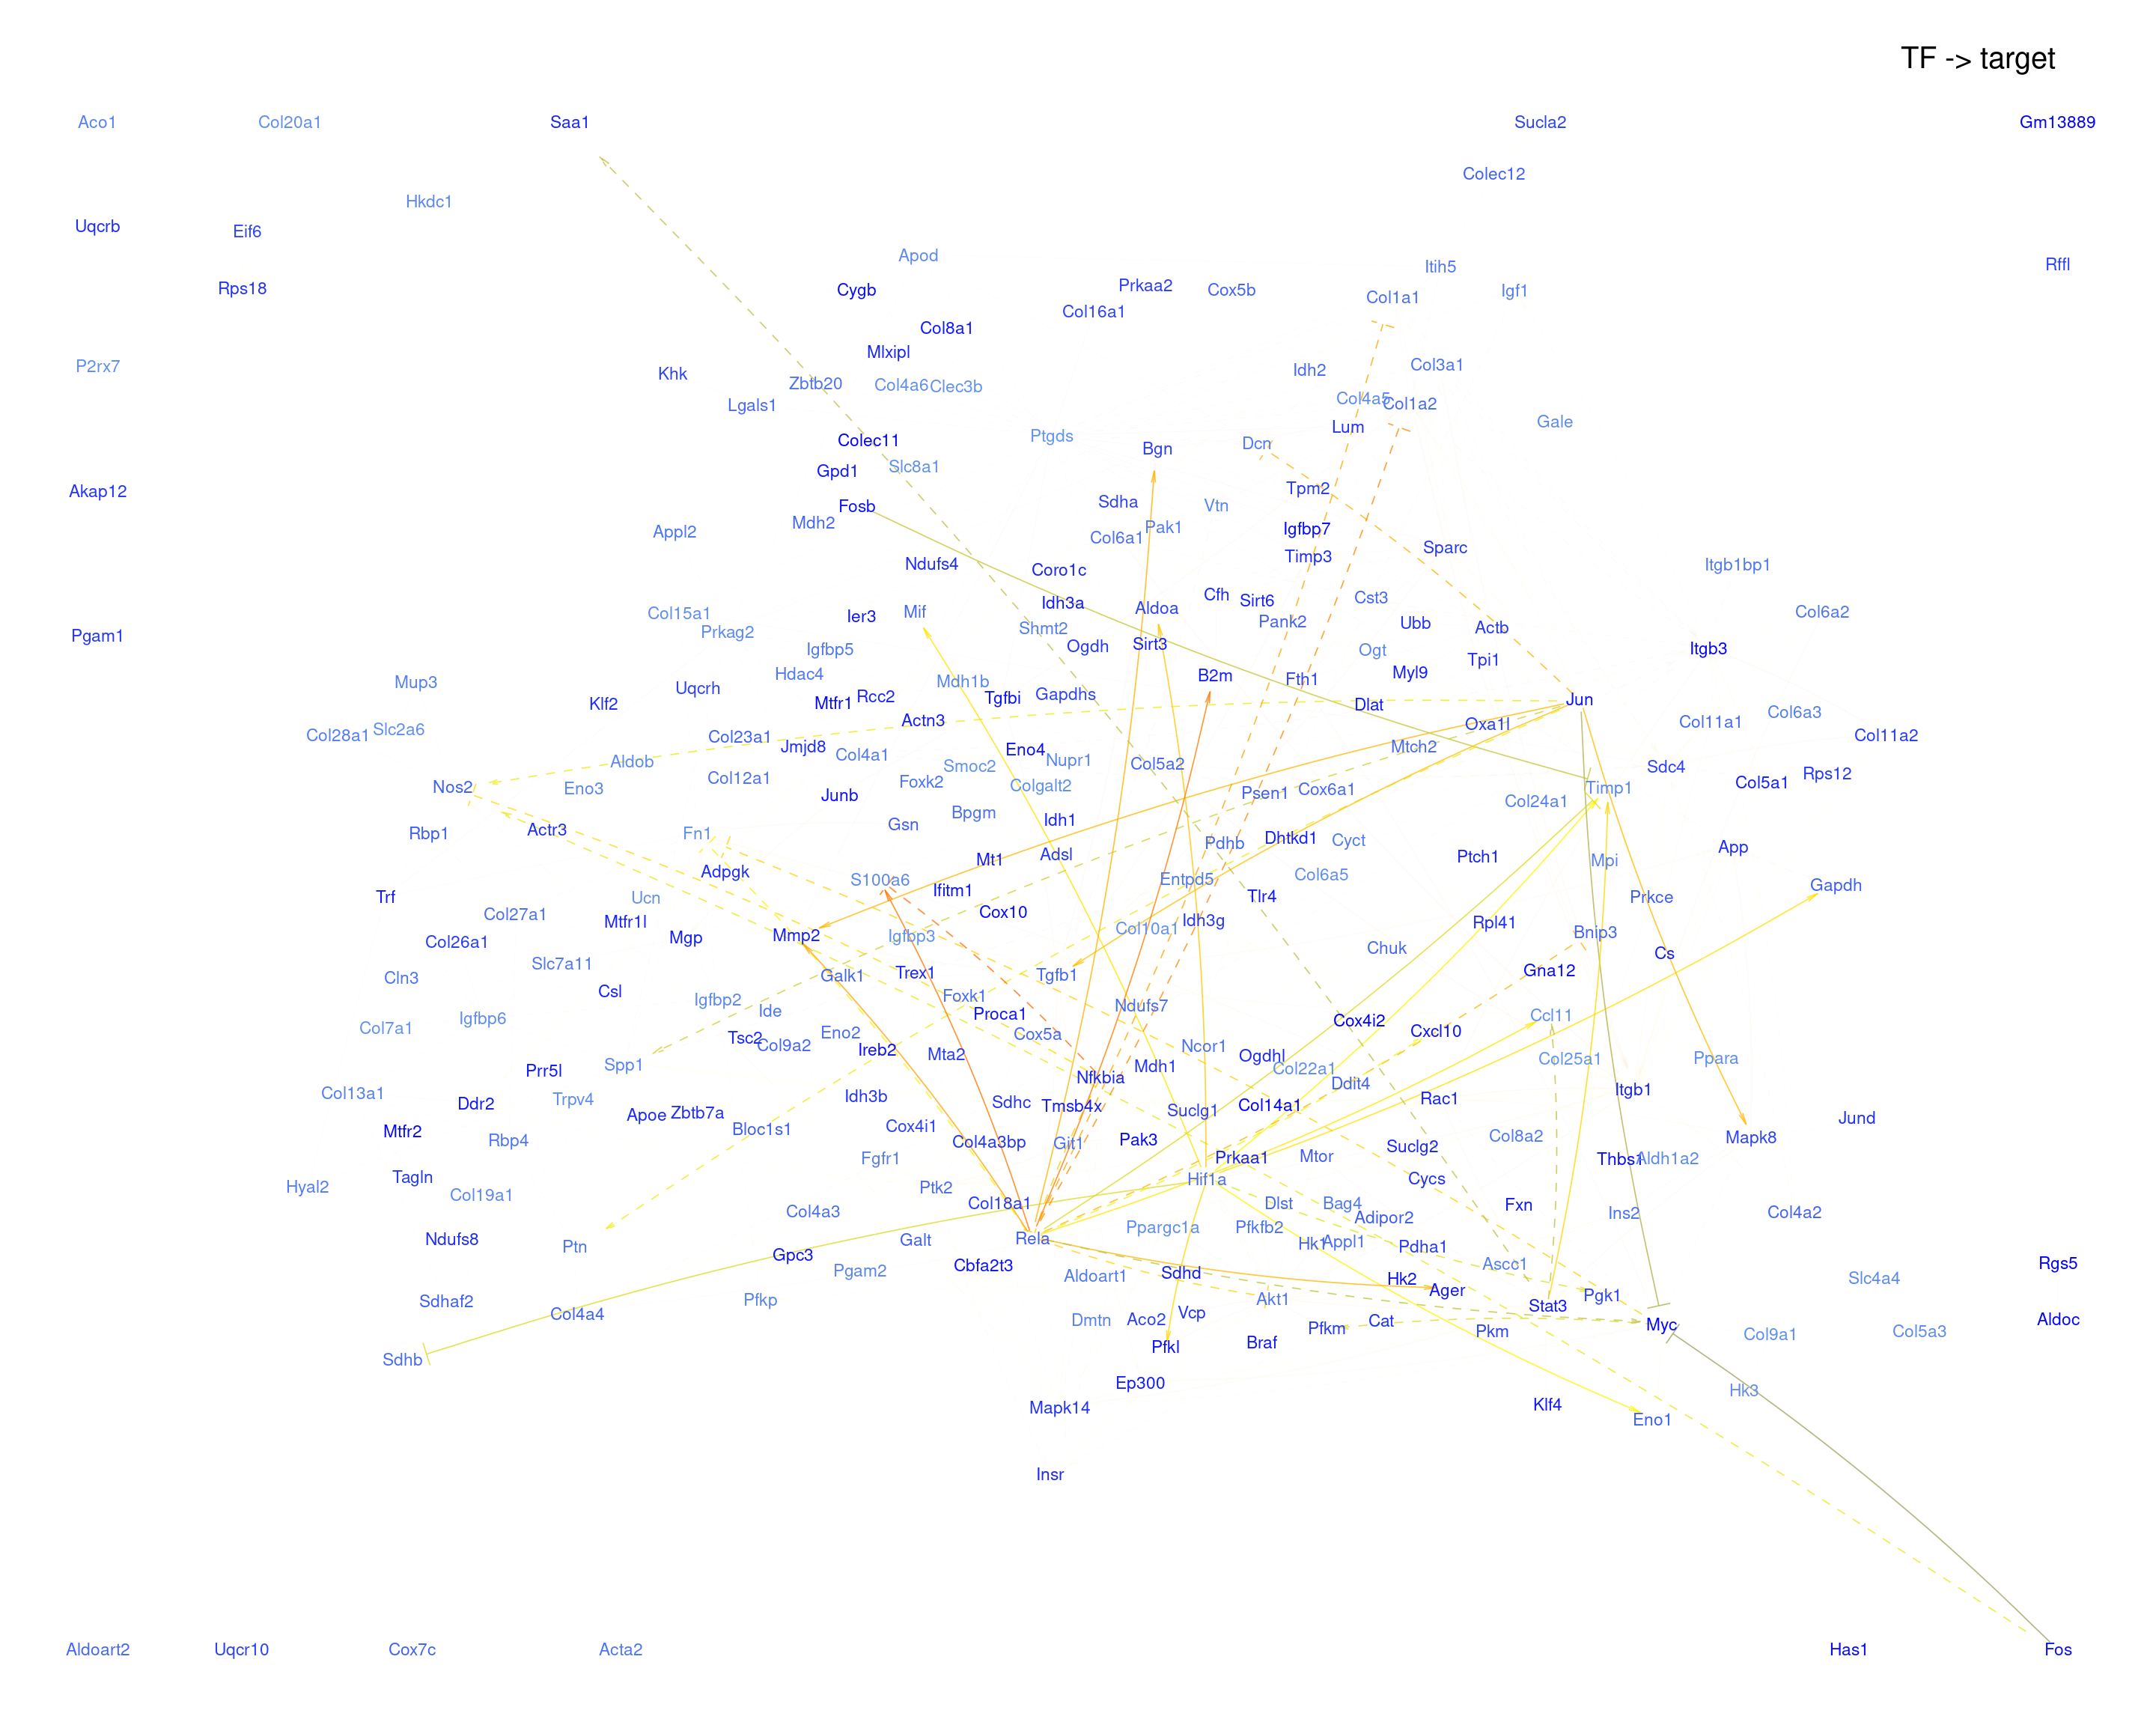 TF -> target
Aco1 Col20a1 Saa1 Sucla2 Gm13889
Colec12
Hkdc1
Uqcrb Eif6
Apod Itih5 Rffl
Rps18 Cygb Prkaa2 Cox5b Col1a1 Igf1
Col16a1
Col8a1
Mlxipl
P2rx7 Khk Idh2 Col3a1
Zbtb20 Col4a6 Clec3b
Lgals1 Col4a5 Col1a2
Gale
Colec11 Ptgds Bgn Dcn Lum
Gpd1 Slc8a1
Akap12 Fosb Sdha Vtn Tpm2
Appl2 Mdh2 Col6a1 Pak1 Igfbp7
Ndufs4 Coro1c Timp3 Sparc Itgb1bp1
Col15a1 Ier3 Mif Idh3a Aldoa Cfh Sirt6 Cst3 Col6a2
Pgam1 Prkag2 Shmt2 Pank2 Ubb Actb
Igfbp5 Ogdh Sirt3 Ogt Tpi1 Itgb3
Mup3 Uqcrh Hdac4 Mdh1b B2m Fth1 Myl9
Klf2 Mtfr1 Rcc2 Tgfbi Gapdhs Dlat Jun
Col28a1 Slc2a6 Actn3 Oxa1l Col11a1 Col6a3
Col23a1 Jmjd8 Col4a1 Eno4 Mtch2 Col11a2
Aldob Smoc2 Nupr1 Col5a2 Sdc4
Nos2 Eno3 Col12a1 Foxk2 Colgalt2 Psen1 Cox6a1 Timp1 Col5a1 Rps12
Junb Bpgm Col24a1
Rbp1 Actr3 Fn1 Gsn Idh1
Adsl Pdhb Dhtkd1 Cyct Ptch1 Mpi App
Adpgk S100a6 Mt1 Entpd5 Col6a5 Gapdh
Trf Ucn Ifitm1 Tlr4 Prkce
Col27a1 Mtfr1l Cox10 Col10a1 Idh3g Rpl41
Col26a1 Mgp Mmp2 Igfbp3 Chuk Bnip3
Cln3 Slc7a11 Galk1 Trex1 Tgfb1 Gna12 Cs
Csl Igfbp2 Foxk1 Ndufs7
Col7a1 Igfbp6 Ide Proca1 Cox4i2 Ccl11
Tsc2 Col9a2 Eno2 Cox5a Cxcl10
Spp1 Ireb2 Mta2 Ncor1 Ogdhl Col25a1 Ppara
Prr5l Nfkbia Mdh1 Col22a1
Col13a1 Ddr2 Trpv4 Idh3b Sdhc Tmsb4x Suclg1 Col14a1 Ddit4 Rac1 Itgb1
Apoe Zbtb7a Jund
Mtfr2 Rbp4 Bloc1s1 Cox4i1 Col4a3bp Git1 Pak3 Suclg2 Col8a2 Mapk8
Fgfr1 Prkaa1 Mtor Thbs1 Aldh1a2
Hyal2 Tagln Col19a1 Ptk2 Hif1a Cycs
Col4a3 Col18a1 Dlst Bag4 Fxn Ins2 Col4a2
Ndufs8 Ptn Gpc3 Galt Rela Ppargc1a Pfkfb2 Adipor2
Hk1 Appl1 Pdha1
Pgam2 Cbfa2t3 Aldoart1 Sdhd Hk2 Ascc1 Slc4a4 Rgs5
Sdhaf2 Col4a4 Pfkp Akt1 Ager Stat3 Pgk1
Dmtn Aco2 Vcp Pfkm Cat Pkm Myc Col9a1 Col5a3 Aldoc
Sdhb Pfkl Braf
Ep300 Hk3
Mapk14 Klf4 Eno1
Insr
Aldoart2 Uqcr10 Cox7c Acta2 Has1 Fos